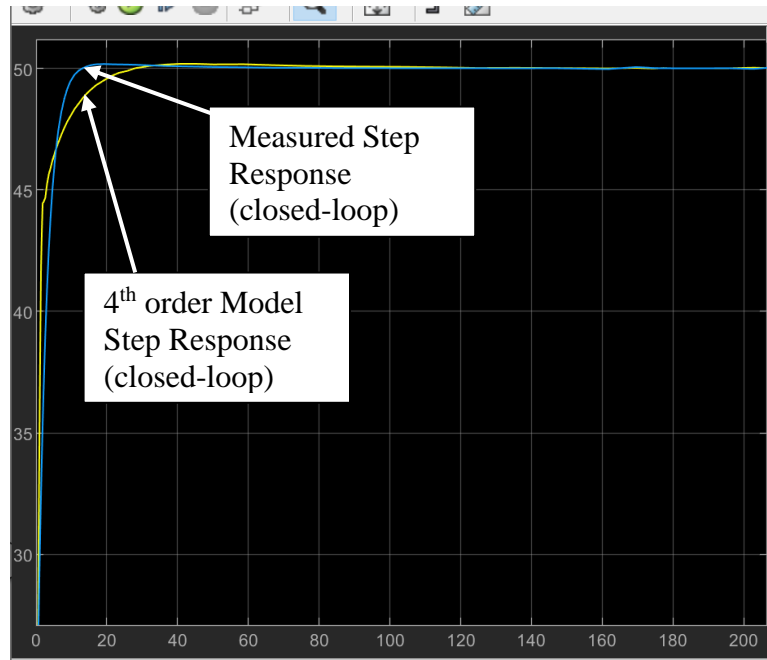 50
45
40
35
30
Measured Step
Response
(closed-loop)
4th order Model
Step Response
(closed-loop)
0 20 40 60 80 100 120 140 160 180 200